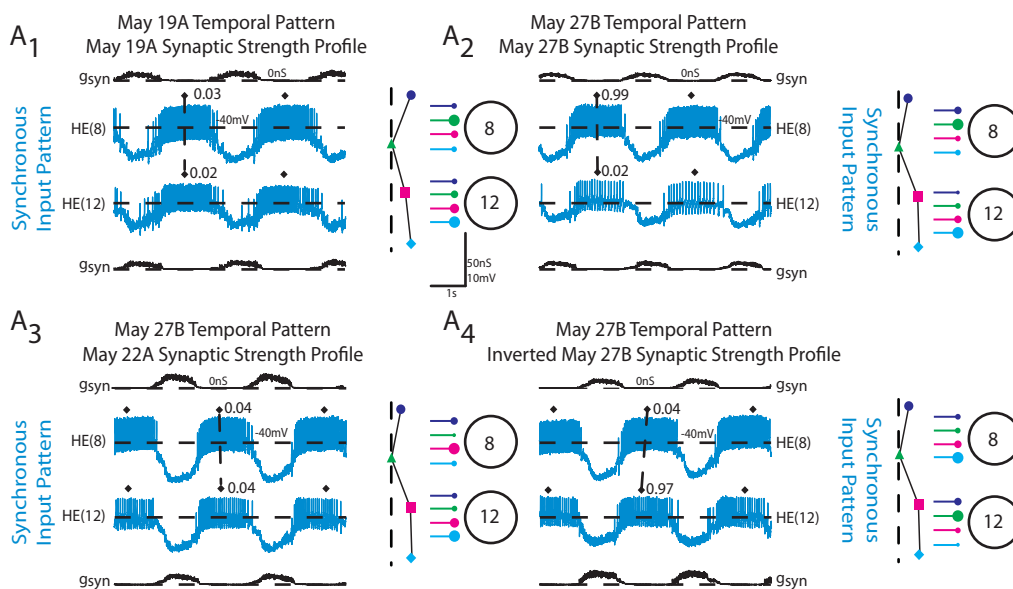 A1
May 19A Temporal Pattern
May 19A Synaptic Strength Profile
gsyn
0nS
Synchronous
Input Pattern
HE(8)
0.03
-40mV
0.02
HE(12)
gsyn
8
12
50nS
10mV
1s
A2
May 27B Temporal Pattern
May 27B Synaptic Strength Profile
0nS
gsyn
0.99
-40mV
HE(8)
0.02
HE(12)
gsyn
Synchronous
Input Pattern
8
12
A3
May 27B Temporal Pattern
May 22A Synaptic Strength Profile
gsyn
0nS
Synchronous
Input Pattern
0.04
HE(8)
-40mV
0.04
HE(12)
gsyn
8
12
A4
May 27B Temporal Pattern
Inverted May 27B Synaptic Strength Profile
gsyn
0nS
0.04
HE(8)
-40mV
0.97
HE(12)
gsyn
Synchronous
Input Pattern
8
12